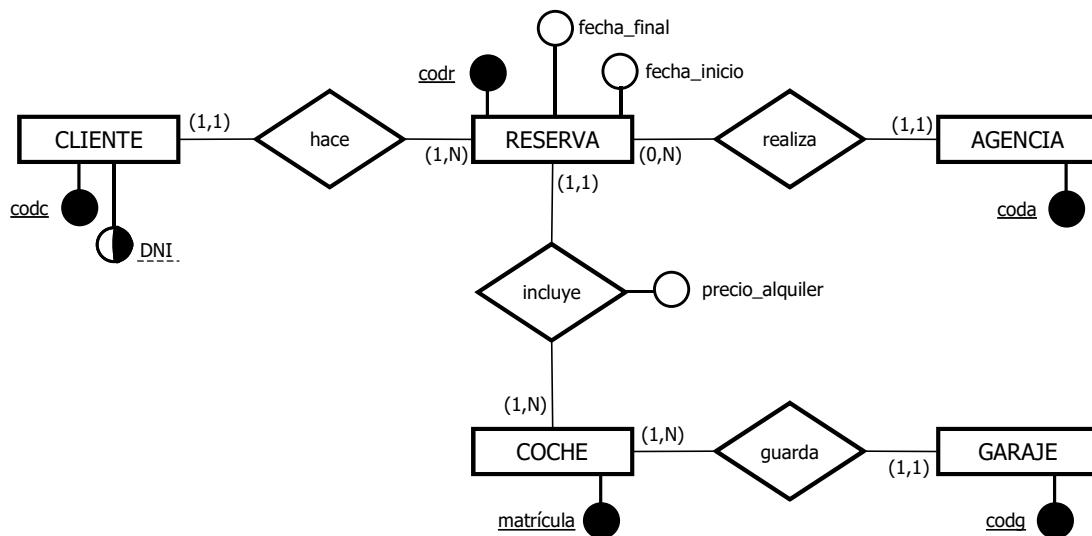 fecha_final
codr
fecha_inicio
CLIENTE
(1,1)
hace
(1,N)
RESERVA
(0,N)
realiza
(1,1)
AGENCIA
(1,1)
codc
DNI
coda
incluye
precio_alquiler
(1,N)
COCHE
(1,N)
guarda
(1,1)
GARAJE
matrícula
codg